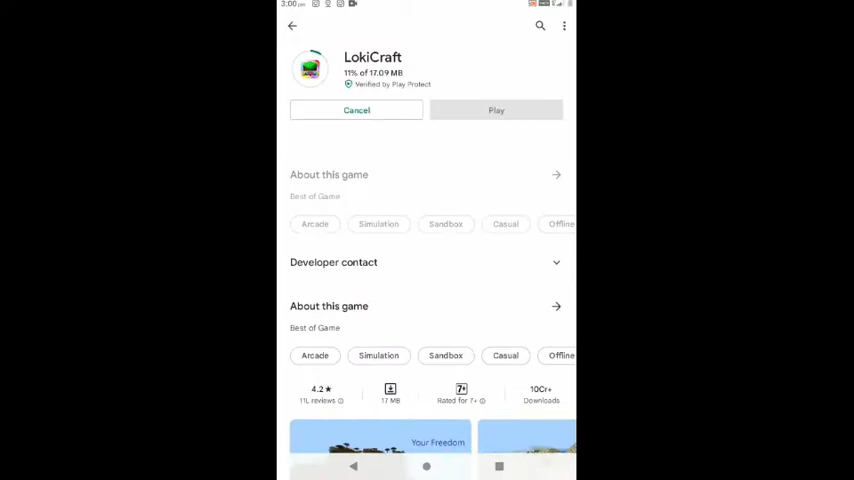 3:00 pm
LokiCraft
11% of 17.09 MB
Verified by Play Protect
Cancel
Play
About this game
Best of Game
Arcade
Simulation
Sandbox
Casual
Offline
Developer contact
About this game
Best of Game
Arcade
Simulation
Sandbox
Casual
Offline
4.2★
11L reviews
17 MB
7+
Rated for 7+
10Cr+
Downloads
Your Freedom